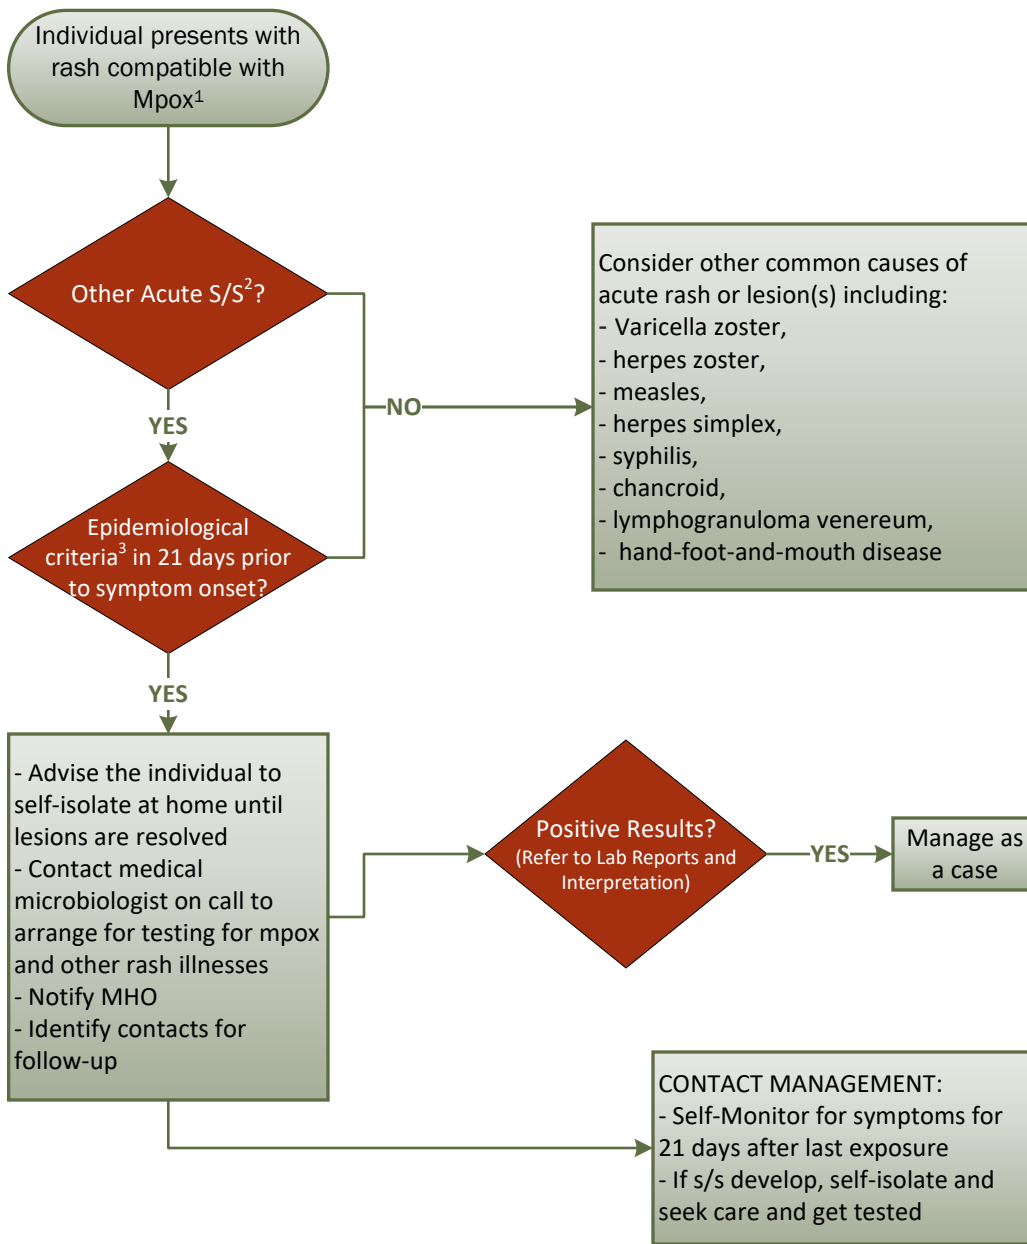 Individual presents with
rash compatible with
Mpox¹
Other Acute S/S²?
YES
NO
Consider other common causes of
acute rash or lesion(s) including:
- Varicella zoster,
- herpes zoster,
- measles,
- herpes simplex,
- syphilis,
- chancroid,
- lymphogranuloma venereum,
- hand-foot-and-mouth disease
Epidemiological
criteria³ in 21 days prior
to symptom onset?
YES
- Advise the individual to
self-isolate at home until
lesions are resolved
- Contact medical
microbiologist on call to
arrange for testing for mpox
and other rash illnesses
- Notify MHO
- Identify contacts for
follow-up
Positive Results?
(Refer to Lab Reports and
Interpretation)
YES
Manage as
a case
CONTACT MANAGEMENT:
- Self-Monitor for symptoms for
21 days after last exposure
- If s/s develop, self-isolate and
seek care and get tested